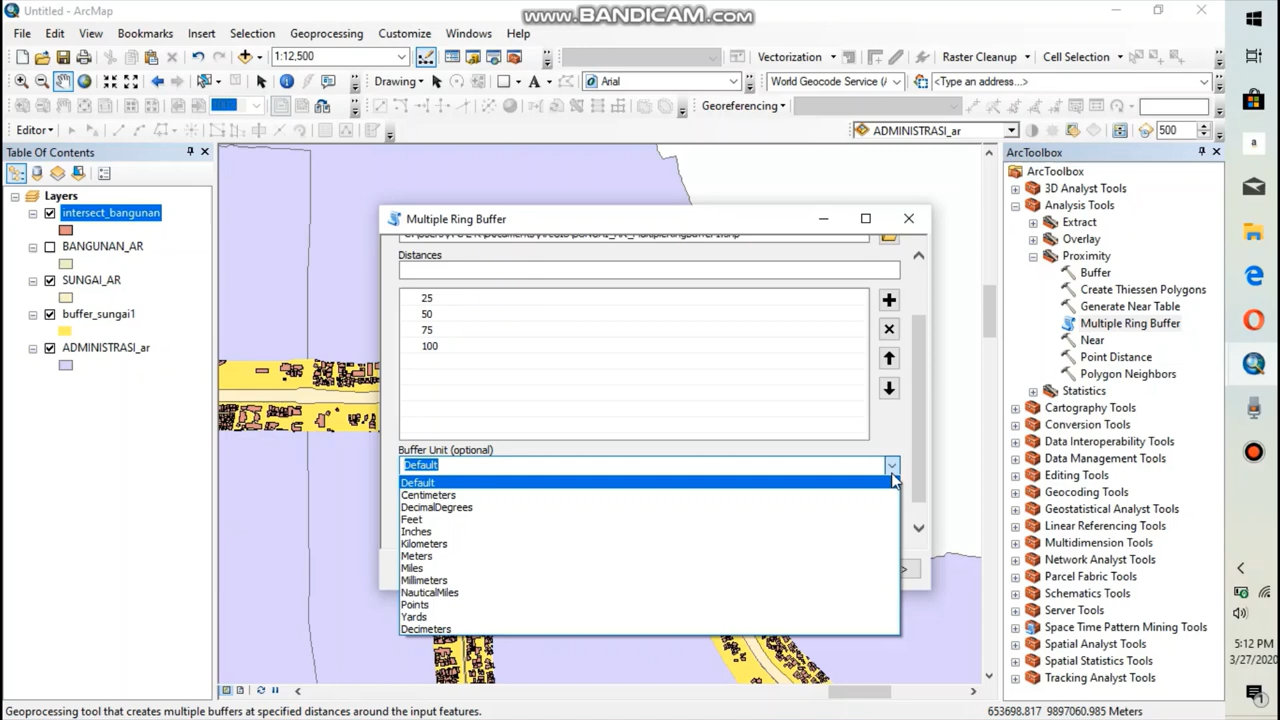 Untitled - ArcMap
www.BANDICAM.com
File Edit View Bookmarks Insert Selection Geoprocessing Customize Windows Help
1:12,500
Vectorization
Raster Cleanup
Cell Selection
Drawing
Arial
World Geocode Service (A
<Type an address...>
Georeferencing
Editor
ADMINISTRASI_ar
500
Table Of Contents
Layers
intersect_bangunan
BANGUNAN_AR
SUNGAI_AR
buffer_sungai1
ADMINISTRASI_ar
Multiple Ring Buffer
Distances
25
50
75
100
Buffer Unit (optional)
Default
Default
Centimeters
DecimalDegrees
Feet
Inches
Kilometers
Meters
Miles
Millimeters
NauticalMiles
Points
Yards
Decimeters
ArcToolbox
ArcToolbox
3D Analyst Tools
Analysis Tools
Extract
Overlay
Proximity
Buffer
Create Thiessen Polygons
Generate Near Table
Multiple Ring Buffer
Near
Point Distance
Polygon Neighbors
Statistics
Cartography Tools
Conversion Tools
Data Interoperability Tools
Data Management Tools
Editing Tools
Geocoding Tools
Geostatistical Analyst Tools
Linear Referencing Tools
Multidimension Tools
Network Analyst Tools
Parcel Fabric Tools
Schematics Tools
Server Tools
Space Time Pattern Mining Tools
Spatial Analyst Tools
Spatial Statistics Tools
Tracking Analyst Tools
5:12 PM
3/27/2020
Geoprocessing tool that creates multiple buffers at specified distances around the input features.
653698.817 9897060.985 Meters